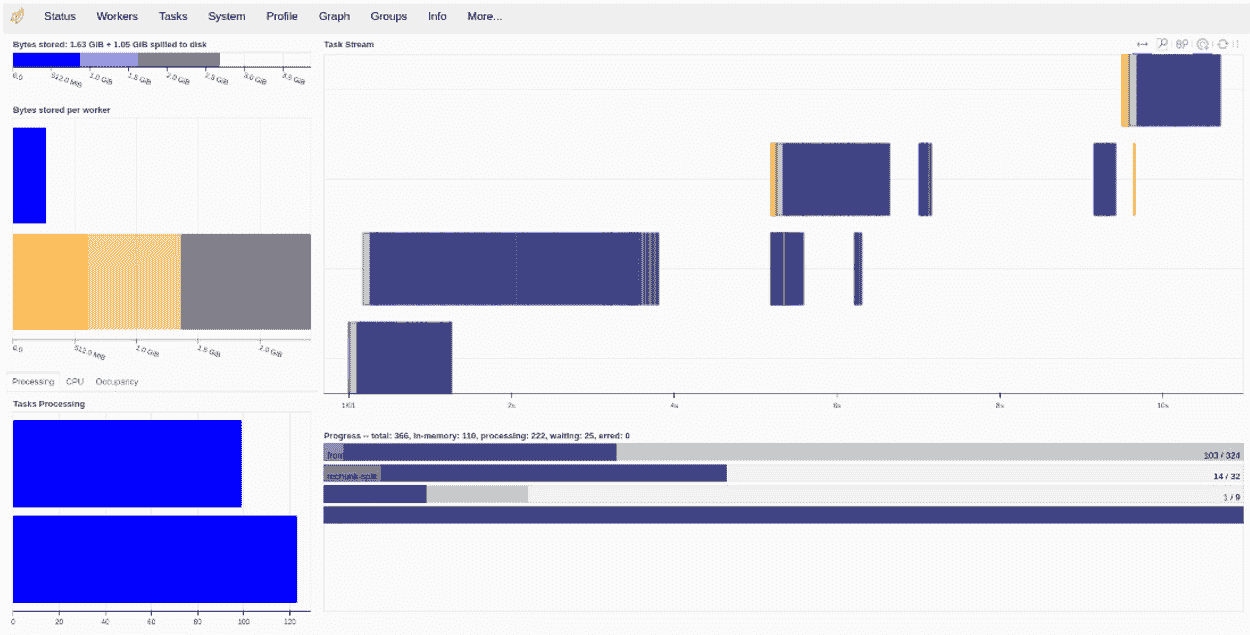 Status Workers Tasks System Profile Graph Groups Info More...
Bytes stored: 1.63 GiB + 1.05 GiB spilled to disk
0.0 512.0 MiB 1.0 GiB 1.5 GiB 2.0 GiB 2.5 GiB 3.0 GiB 3.5 GiB
Bytes stored per worker
0.0 512.0 MiB 1.0 GiB 1.5 GiB 2.0 GiB
Processing CPU Occupancy
Tasks Processing
0 20 40 60 80 100 120
Task Stream
1/01 2s 4s 6s 8s 10s
Progress -- total: 366, in-memory: 110, processing: 222, waiting: 25, erred: 0
103 / 324
rechunk-split 14 / 32
1 / 9